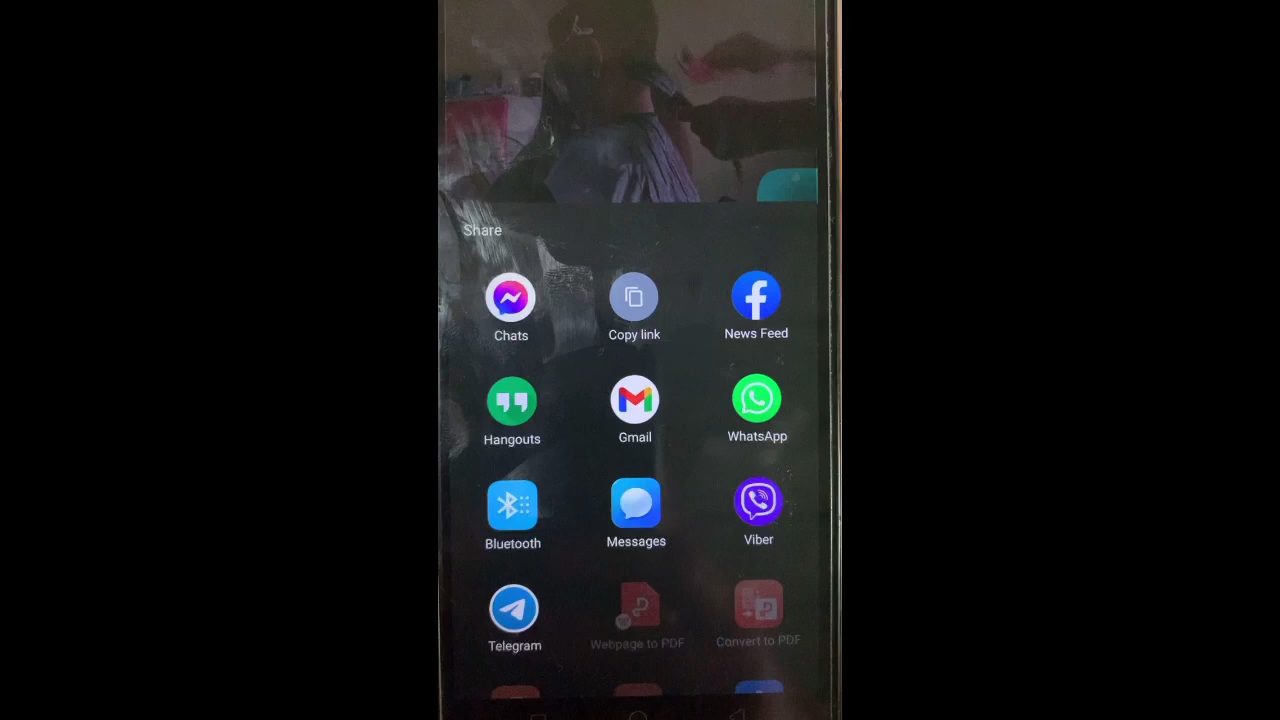 Share
Chats
Copy link
News Feed
Hangouts
Gmail
WhatsApp
Bluetooth
Messages
Viber
Telegram
Webpage to PDF
Convert to PDF